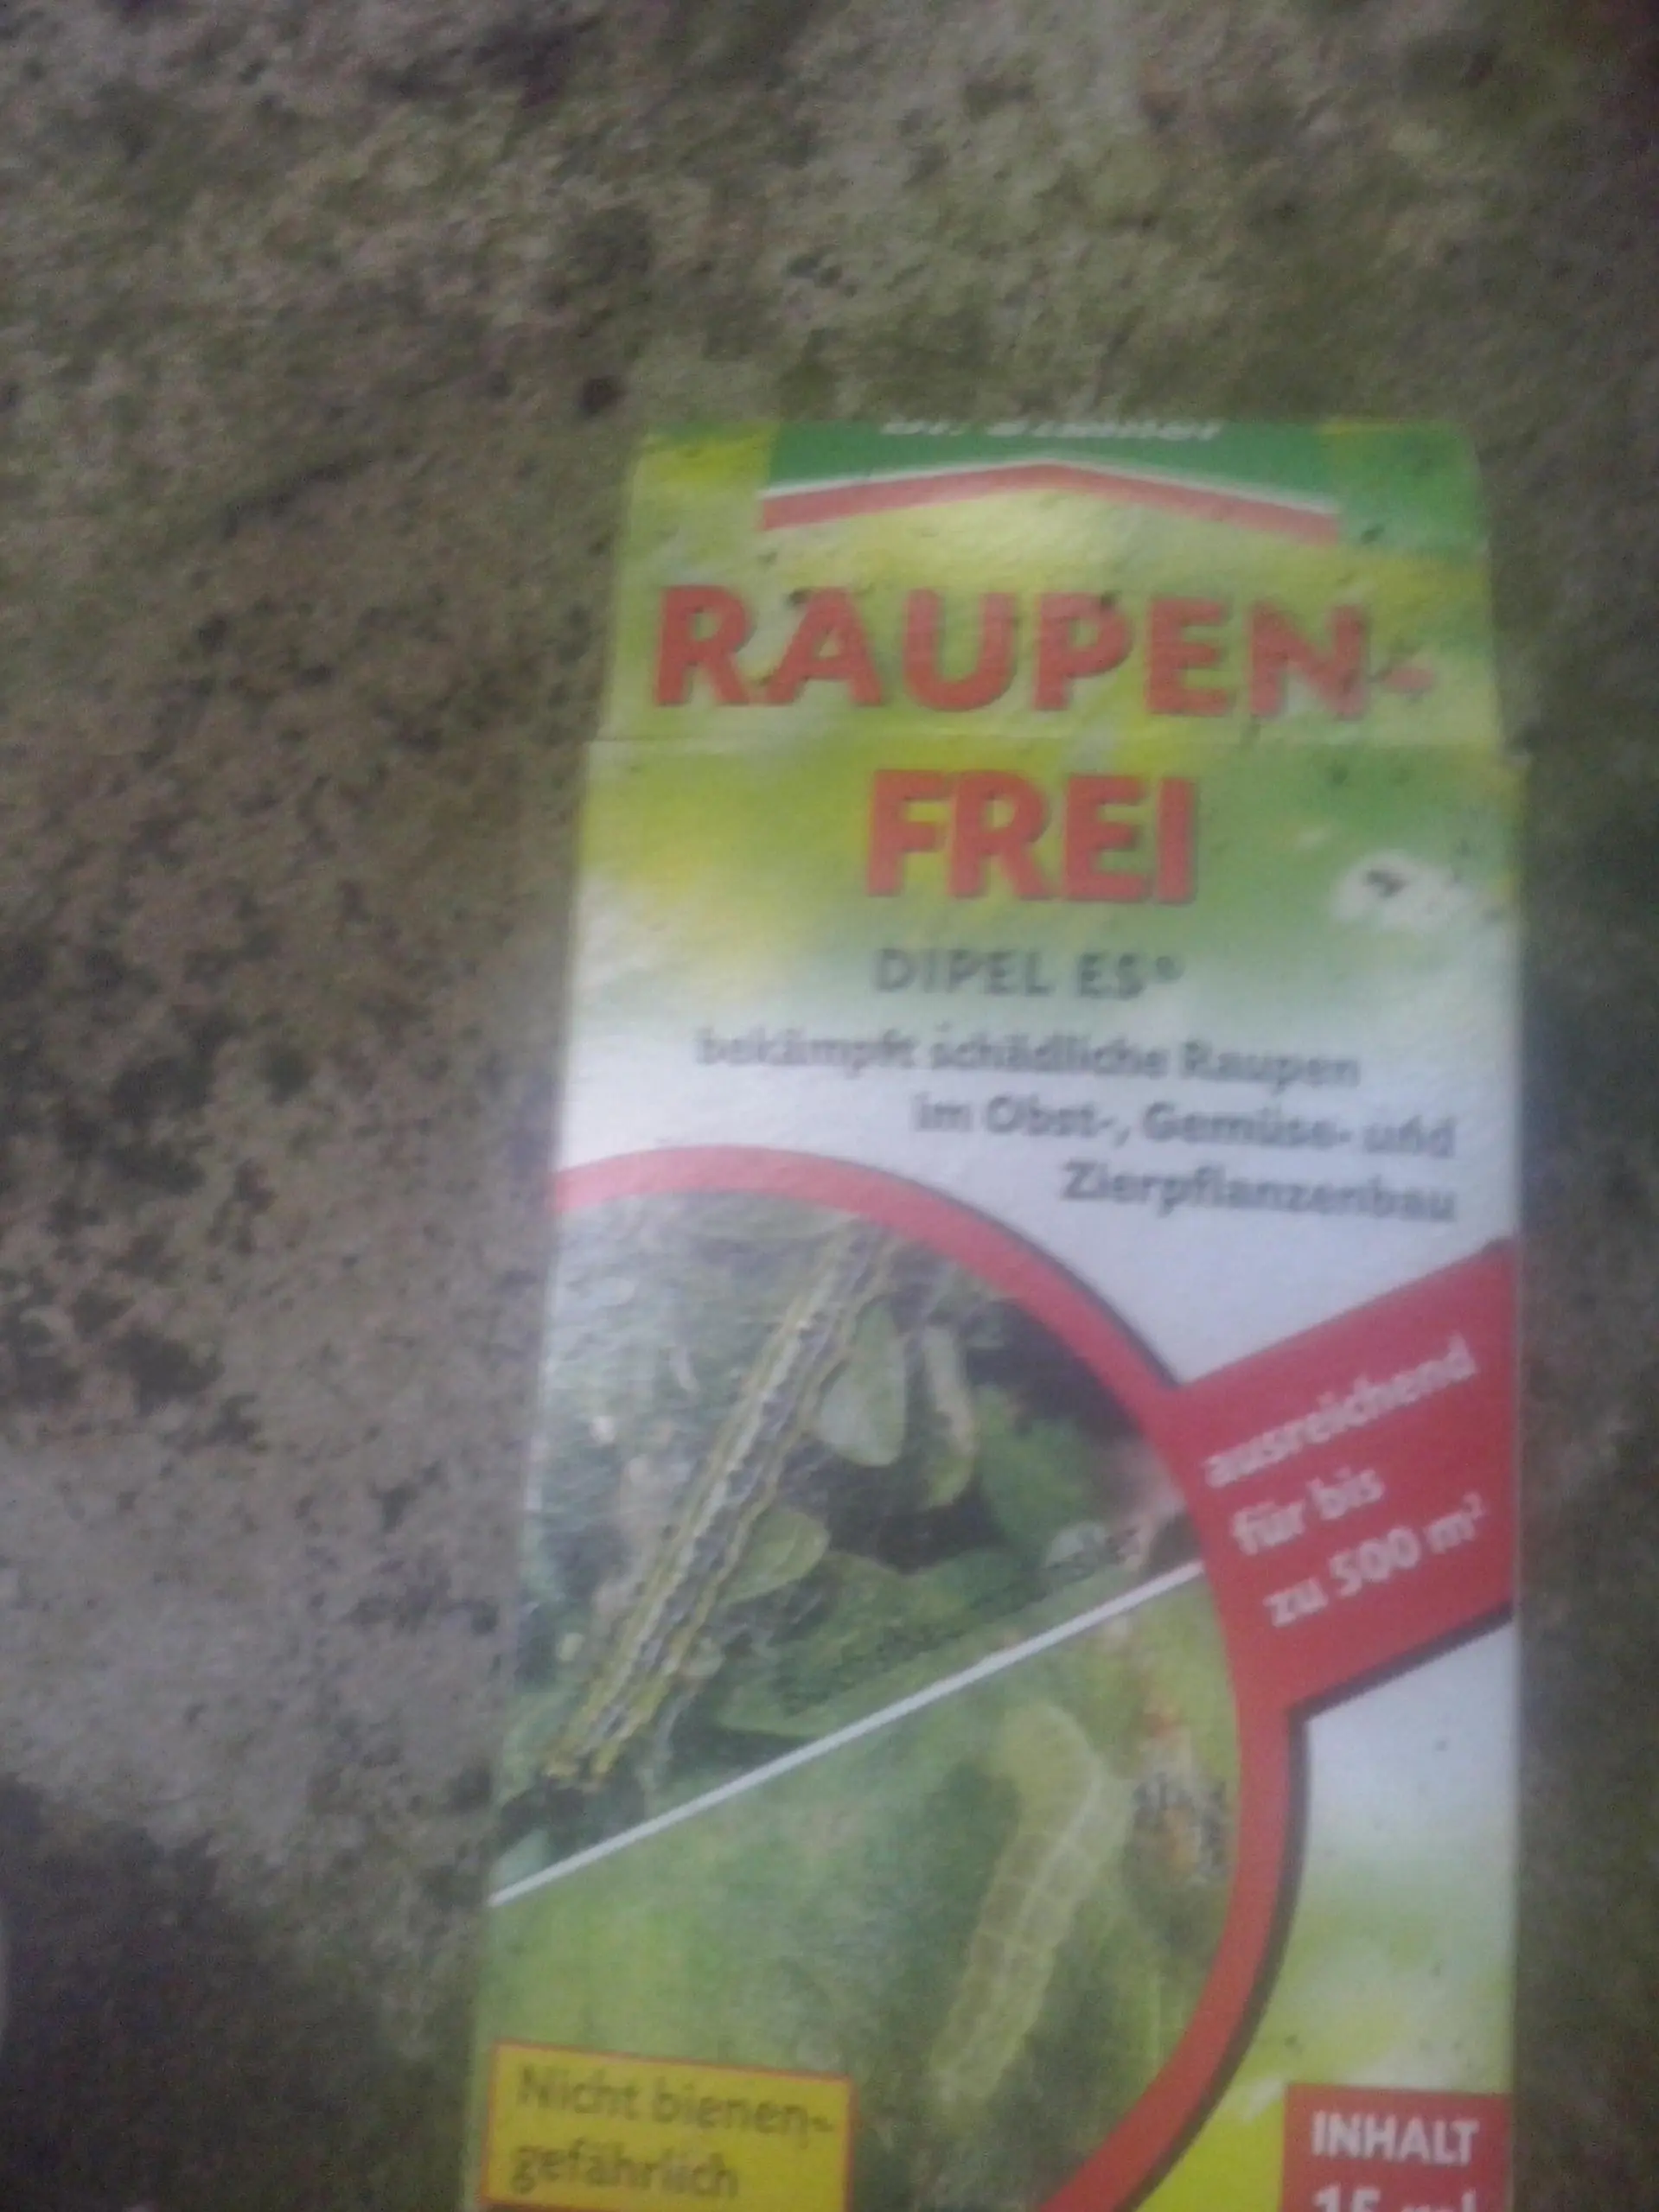 RAUPEN-
FREI
DIPEL ES®
bekämpft schädliche Raupen
im Obst-, Gemüse- und
Zierpflanzenbau
ausreichend
für bis
zu 500 m²
Nicht bienen-
gefährlich
INHALT